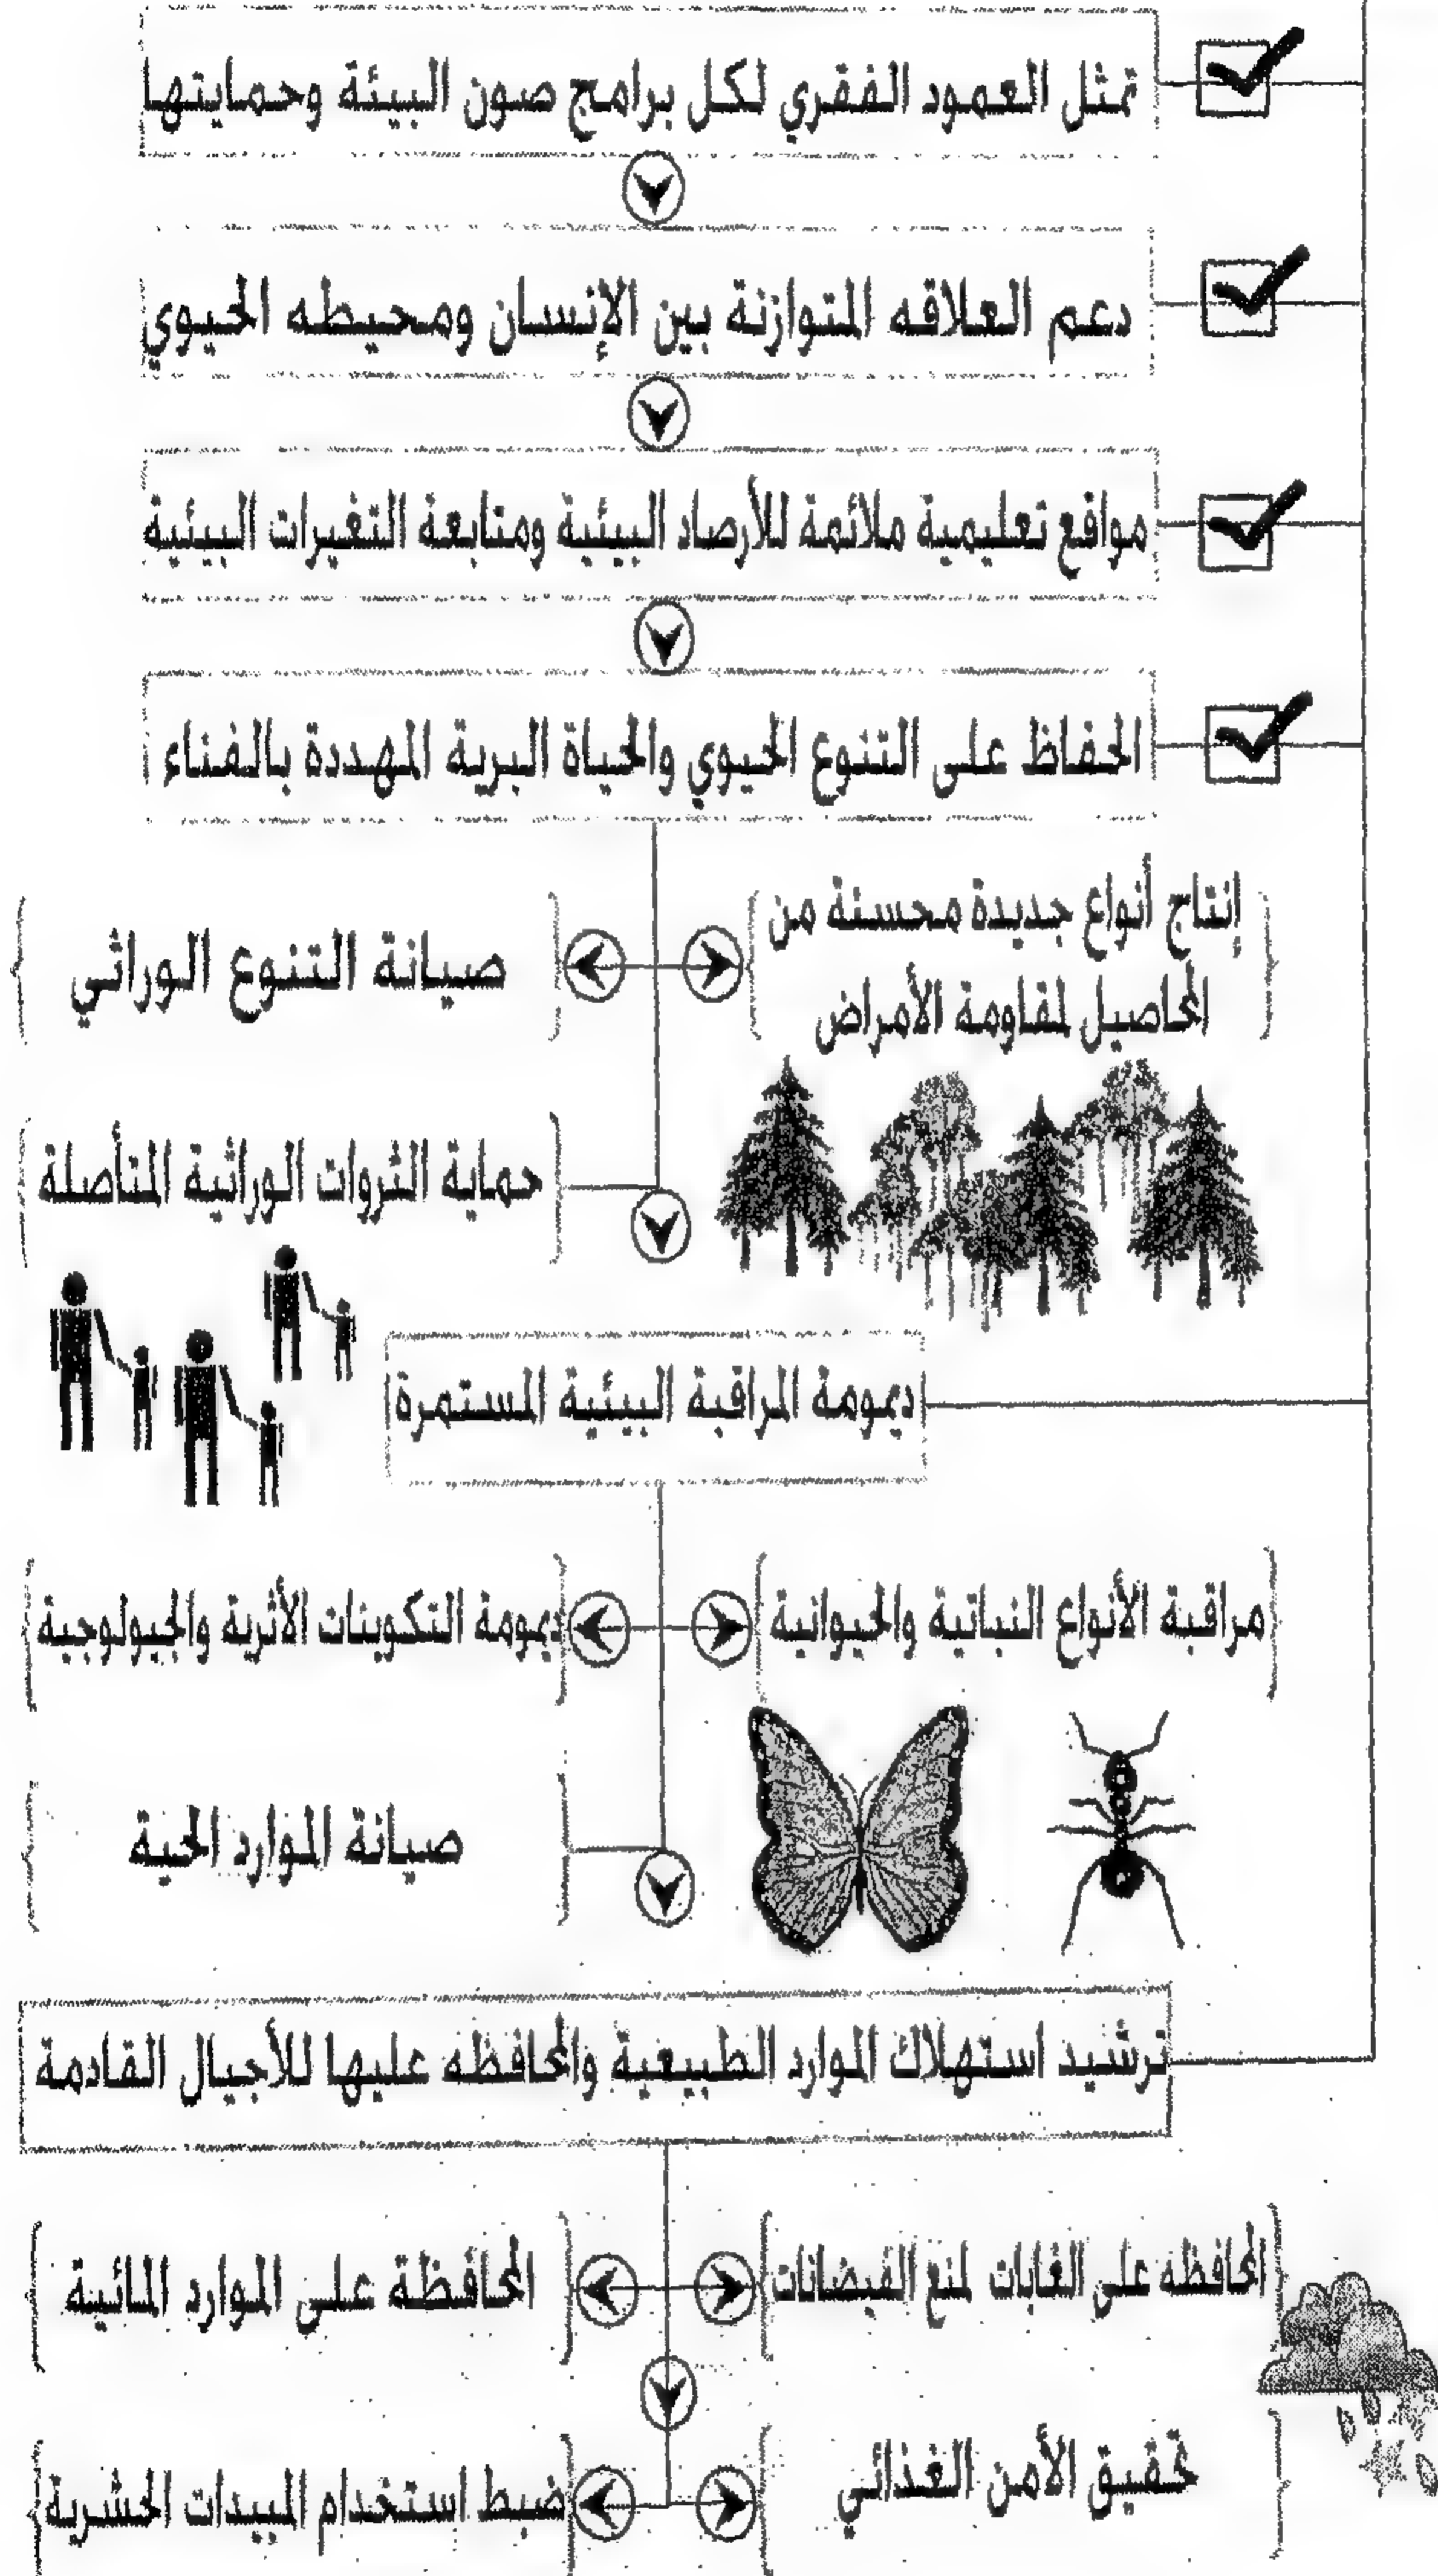 تمثل العمود الفقري لكل برامج صون البيئة وحمايتها
دعم العلاقه المتوازنة بين الإنسان ومحيطه الحيوي
مواقع تعليمية ملائمة للأرصاد البيئية ومتابعة التغيرات البيئية
الحفاظ على التنوع الحيوي والحياة البرية المهددة بالفناء
إنتاج أنواع جديدة محسنة من
المحاصيل لمقاومة الأمراض
صيانة التنوع الوراثي
حماية الثروات الوراثية المتأصلة
ديمومة المراقبة البيئية المستمرة
مراقبة الأنواع النباتية والحيوانية
ديمومة التكوينات الأثرية والجيولوجية
صيانة الموارد الحية
ترشيد استهلاك الموارد الطبيعية والمحافظه عليها للأجيال القادمة
المحافظه على الغابات لمنع الفيضانات
المحافظة على الموارد المائية
تحقيق الأمن الغذائي
ضبط استخدام المبيدات الحشرية